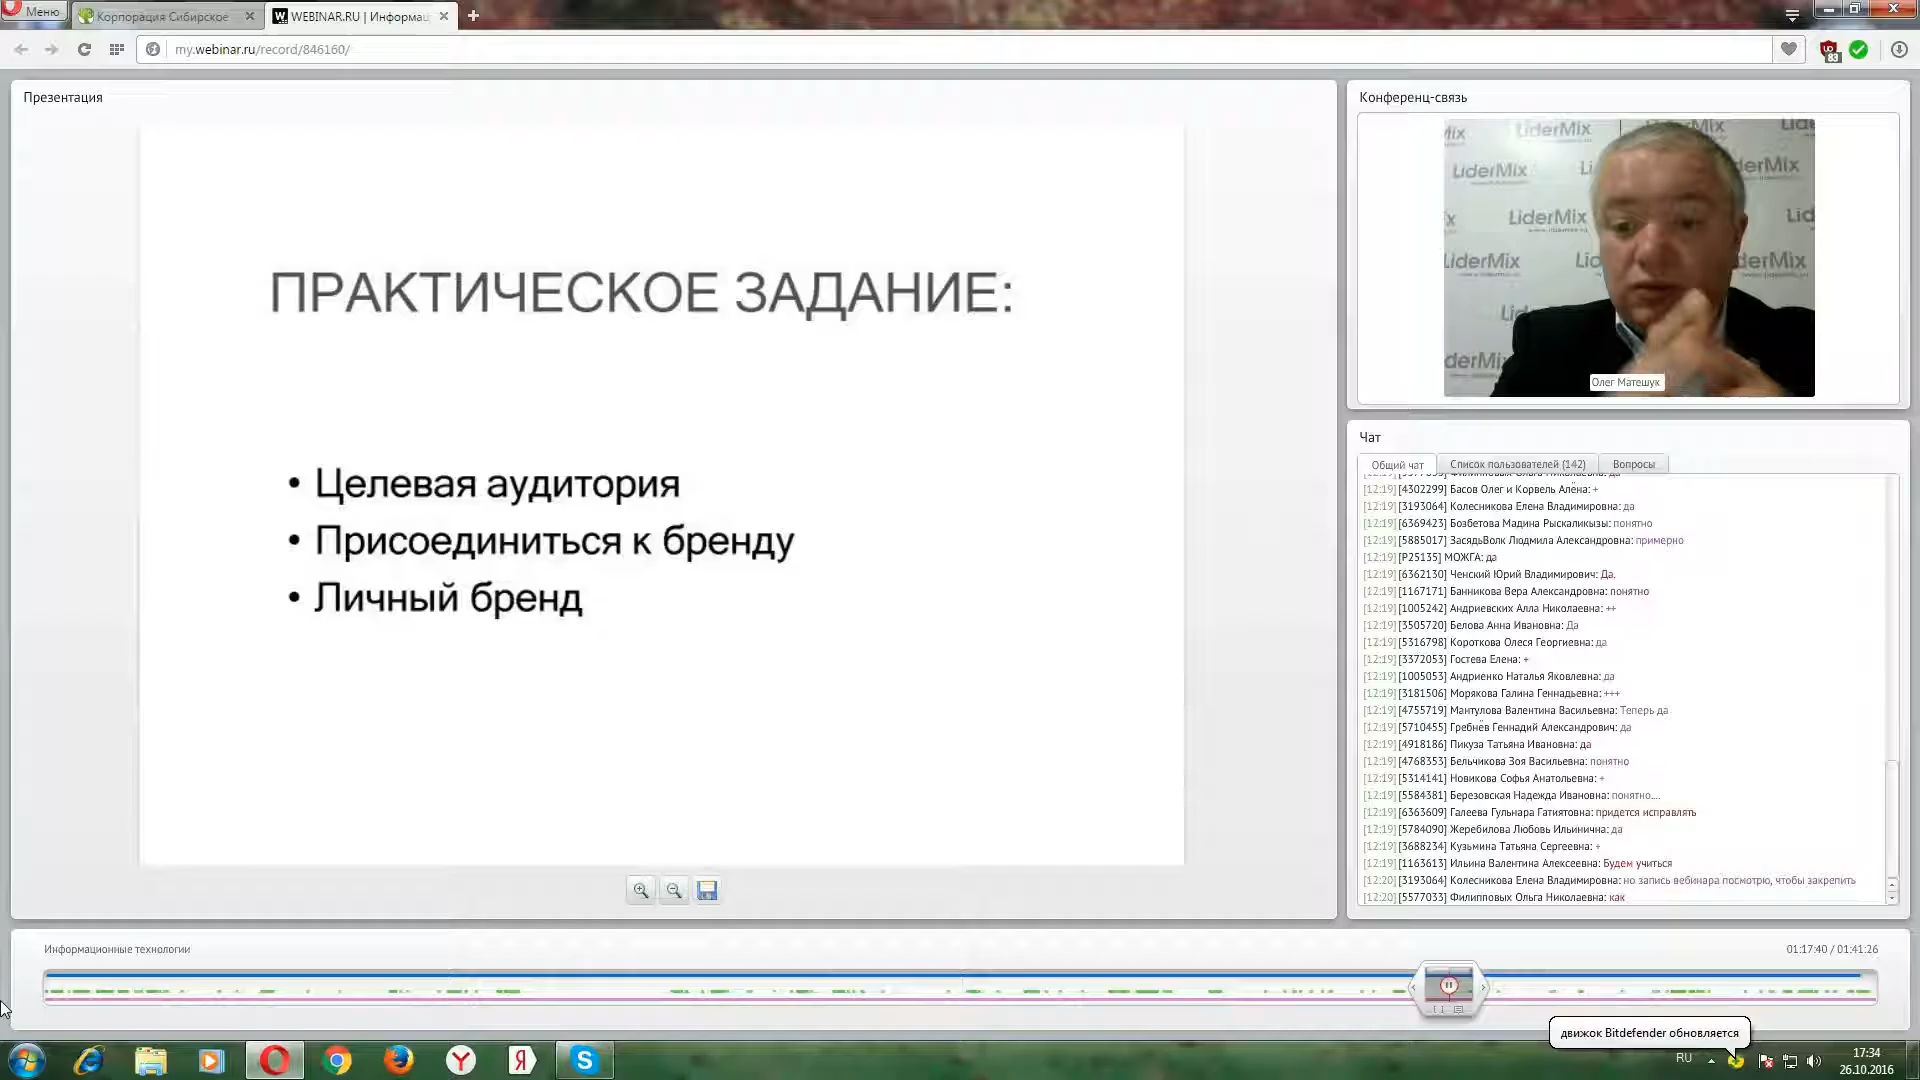 Меню
Корпорация Сибирское
WEBINAR.RU | Информац
my.webinar.ru/record/846160/
83
Презентация
ПРАКТИЧЕСКОЕ ЗАДАНИЕ:
• Целевая аудитория
• Присоединиться к бренду
• Личный бренд
Конференц-связь
LiderMix
LiderMix
LiderMix
LiderMix
Олег Матешук
Чат
Общий чат
Список пользователей (142)
Вопросы
[12:19] [4302299] Басов Олег и Корвель Алёна: +
[12:19] [3193064] Колесникова Елена Владимировна: да
[12:19] [6369423] Бозбетова Мадина Рыскаликызы: понятно
[12:19] [5885017] ЗасядьВолк Людмила Александровна: примерно
[12:19] [P25135] МОЖГА: да
[12:19] [6362130] Ченский Юрий Владимирович: Да.
[12:19] [1167171] Банникова Вера Александровна: понятно
[12:19] [1005242] Андриевских Алла Николаевна: ++
[12:19] [3505720] Белова Анна Ивановна: Да
[12:19] [5316798] Короткова Олеся Георгиевна: да
[12:19] [3372053] Гостева Елена: +
[12:19] [1005053] Андриенко Наталья Яковлевна: да
[12:19] [3181506] Морякова Галина Геннадьевна: +++
[12:19] [4755719] Мантулова Валентина Васильевна: Теперь да
[12:19] [5710455] Гребнёв Геннадий Александрович: да
[12:19] [4918186] Пикуза Татьяна Ивановна: да
[12:19] [4768353] Бельчикова Зоя Васильевна: понятно
[12:19] [5314141] Новикова Софья Анатольевна: +
[12:19] [5584381] Березовская Надежда Ивановна: понятно....
[12:19] [6363609] Галеева Гульнара Гатиятовна: придется исправлять
[12:19] [5784090] Жеребилова Любовь Ильинична: да
[12:19] [3688234] Кузьмина Татьяна Сергеевна: +
[12:19] [1163613] Ильина Валентина Алексеевна: Будем учиться
[12:20] [3193064] Колесникова Елена Владимировна: но запись вебинара посмотрю, чтобы закрепить
[12:20] [5577033] Филипповых Ольга Николаевна: как
Информационные технологии
01:17:40 / 01:41:26
движок Bitdefender обновляется
RU
17:34
26.10.2016